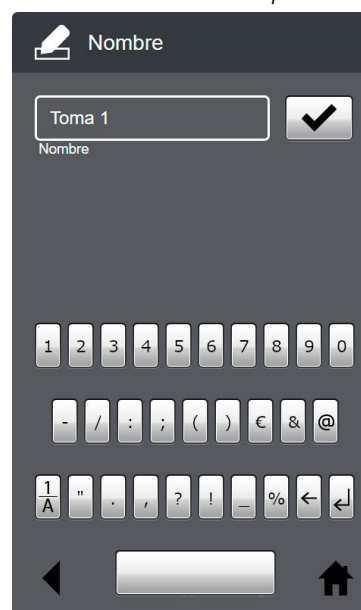 Nombre
Toma 1
Nombre
1 2 3 4 5 6 7 8 9 0
- / : ; ( ) € & @
1/A " . , ? ! _ % ← ↵